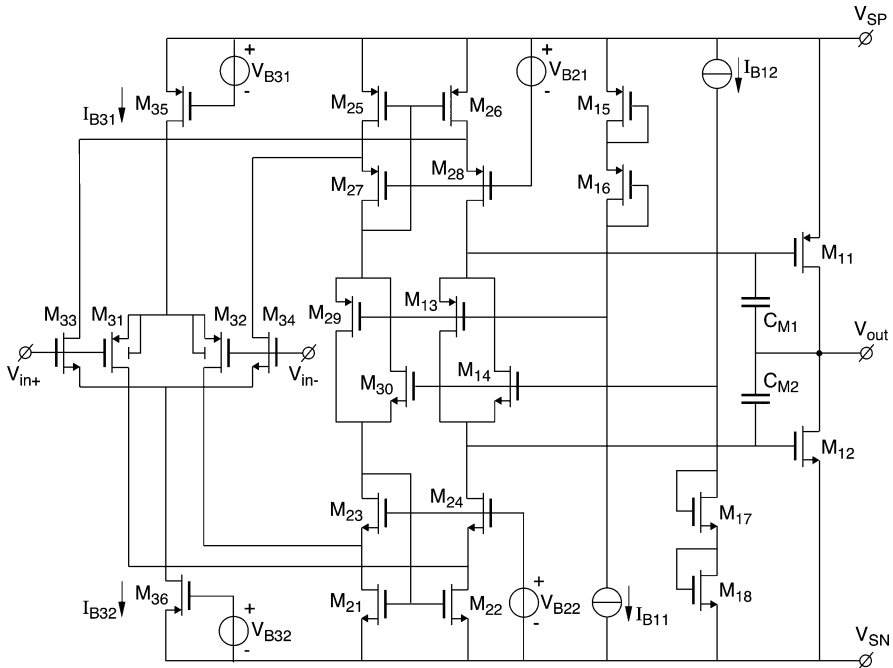 V_SP
+
V_B31
-
M_35
I_B31
M_25
M_26
+
V_B21
-
M_15
I_B12
M_27
M_28
M_16
M_11
M_33
M_31
M_32
M_34
M_29
M_13
C_M1
V_out
V_in+
V_in-
M_30
M_14
C_M2
M_12
M_23
M_24
M_17
I_B32
M_36
+
V_B32
-
M_21
M_22
+
V_B22
-
I_B11
M_18
V_SN